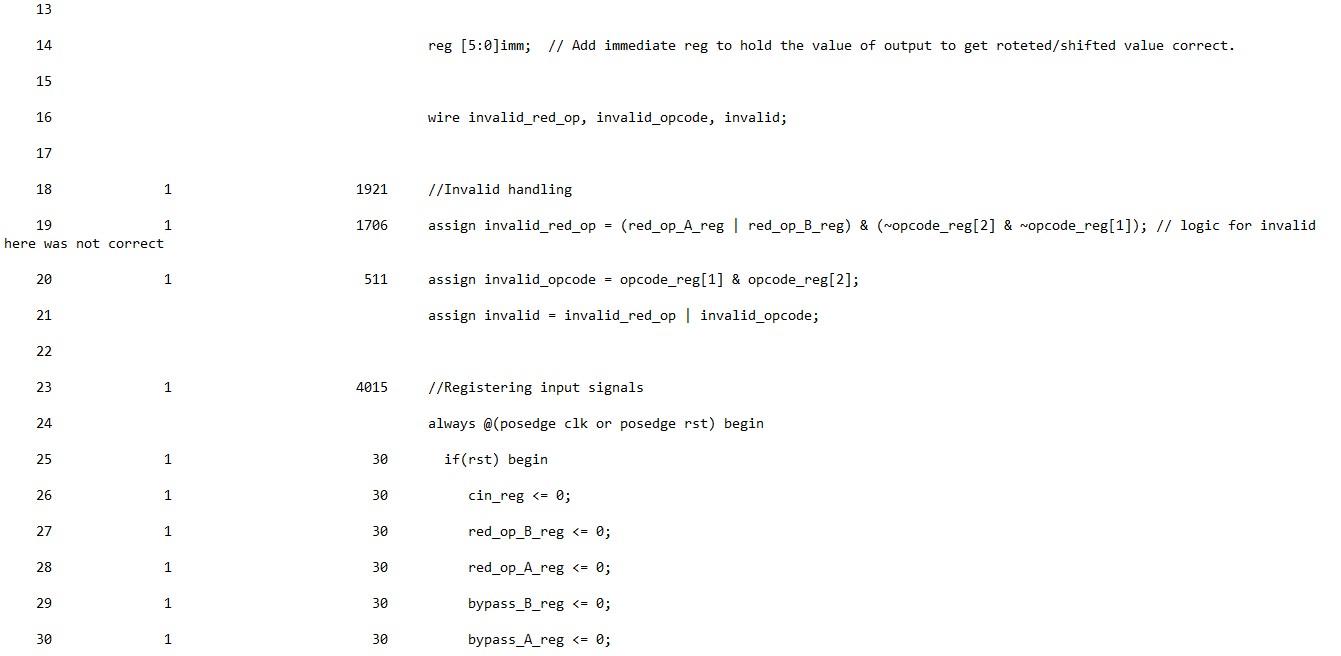 13
14 reg [5:0]imm;  // Add immediate reg to hold the value of output to get roteted/shifted value correct.
15
16 wire invalid_red_op, invalid_opcode, invalid;
17
18 1 1921 //Invalid handling
19 1 1706 assign invalid_red_op = (red_op_A_reg | red_op_B_reg) & (~opcode_reg[2] & ~opcode_reg[1]); // logic for invalid
here was not correct
20 1 511 assign invalid_opcode = opcode_reg[1] & opcode_reg[2];
21 assign invalid = invalid_red_op | invalid_opcode;
22
23 1 4015 //Registering input signals
24 always @(posedge clk or posedge rst) begin
25 1 30 if(rst) begin
26 1 30 cin_reg <= 0;
27 1 30 red_op_B_reg <= 0;
28 1 30 red_op_A_reg <= 0;
29 1 30 bypass_B_reg <= 0;
30 1 30 bypass_A_reg <= 0;